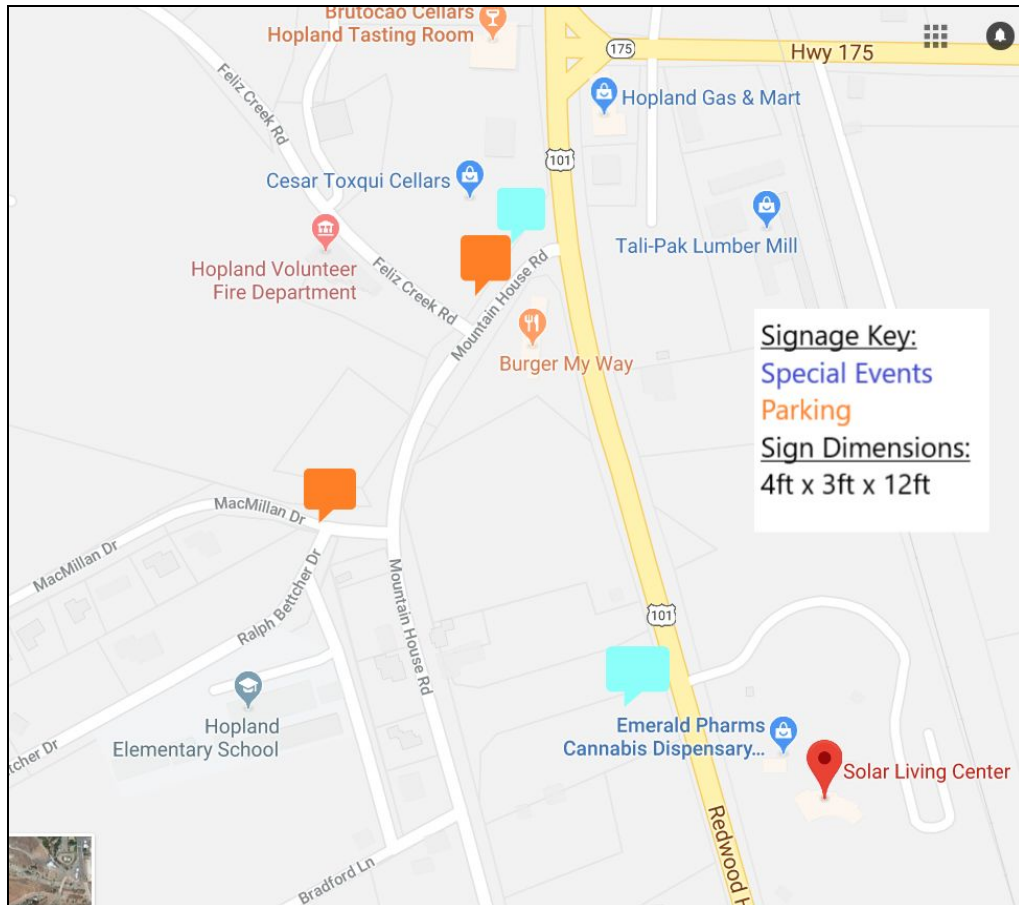 Brutocao Cellars
Hopland Tasting Room
175
Hwy 175
Feliz Creek Rd
Hopland Gas & Mart
101
Cesar Toxqui Cellars
Tali-Pak Lumber Mill
Hopland Volunteer
Fire Department
Feliz Creek Rd
Mountain House Rd
Burger My Way
Signage Key:
Special Events
Parking
Sign Dimensions:
4ft x 3ft x 12ft
MacMillan Dr
MacMillan Dr
Ralph Bettcher Dr
Mountain House Rd
101
Hopland
Elementary School
tcher Dr
Emerald Pharms
Cannabis Dispensary...
Solar Living Center
Redwood H
Bradford Ln